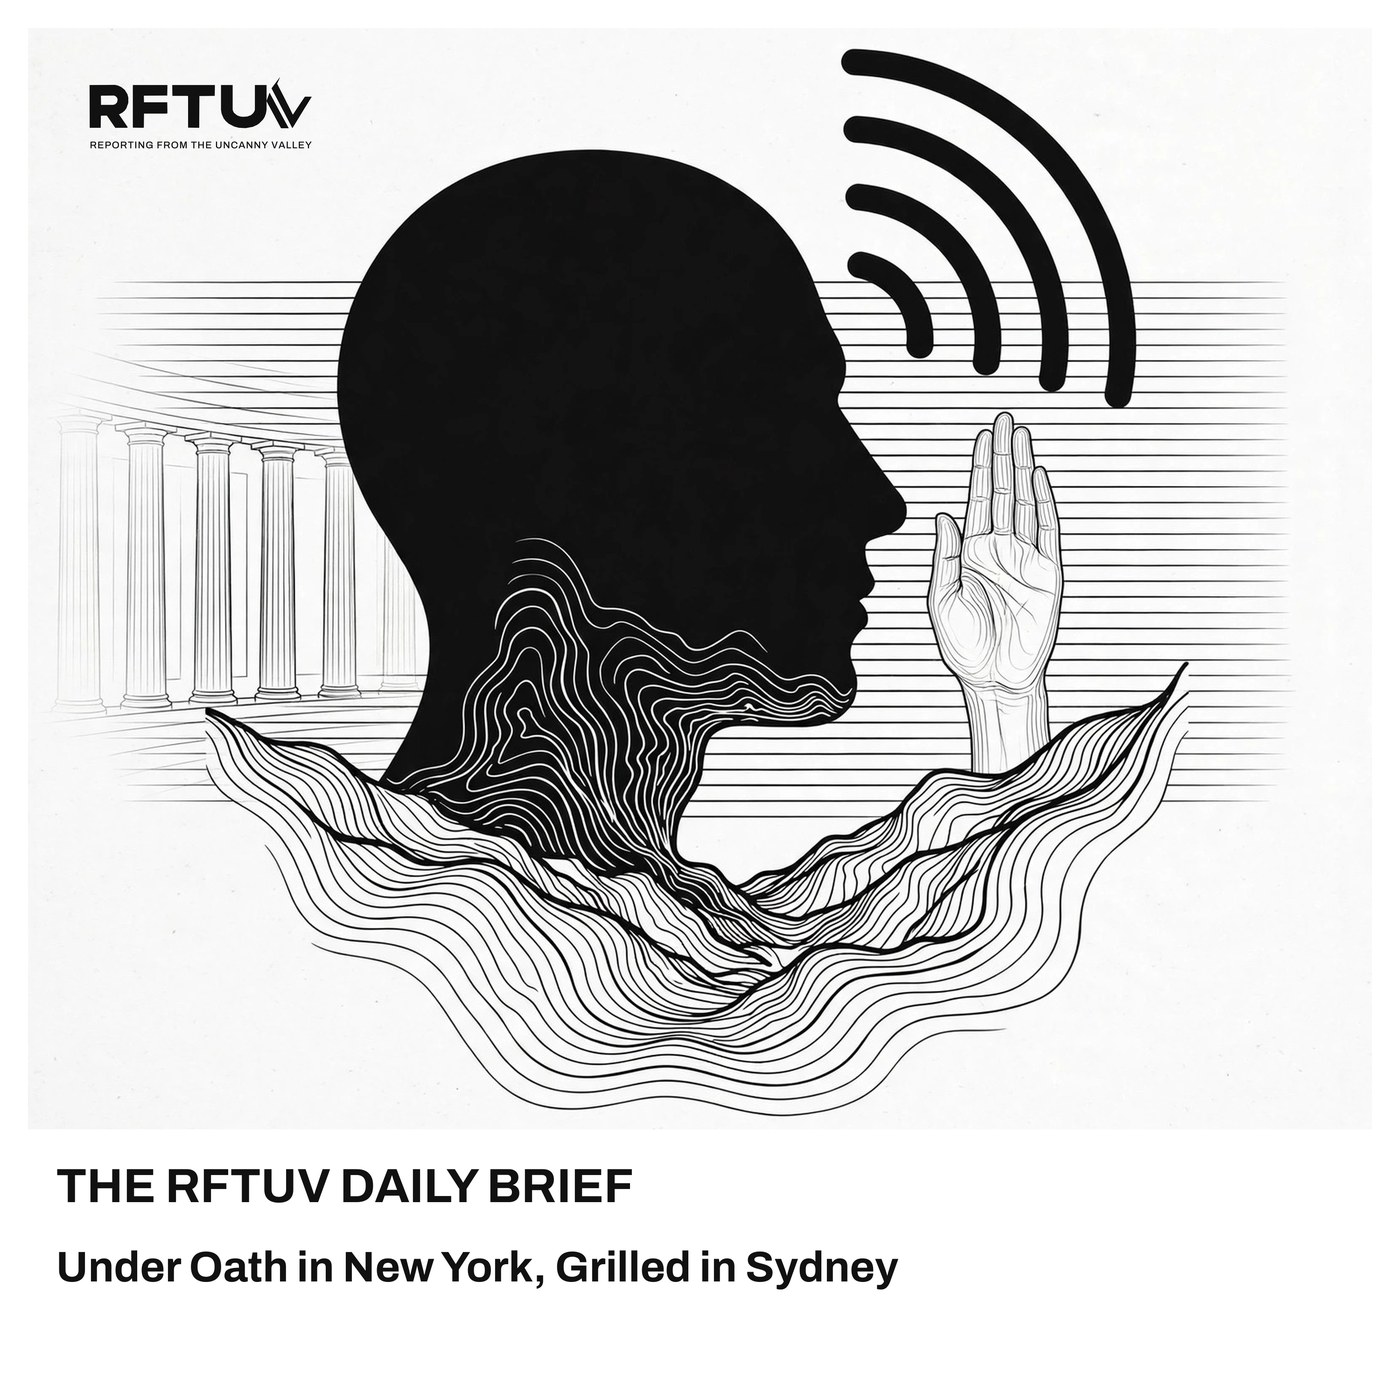 RFTUV
REPORTING FROM THE UNCANNY VALLEY
THE RFTUV DAILY BRIEF
Under Oath in New York, Grilled in Sydney